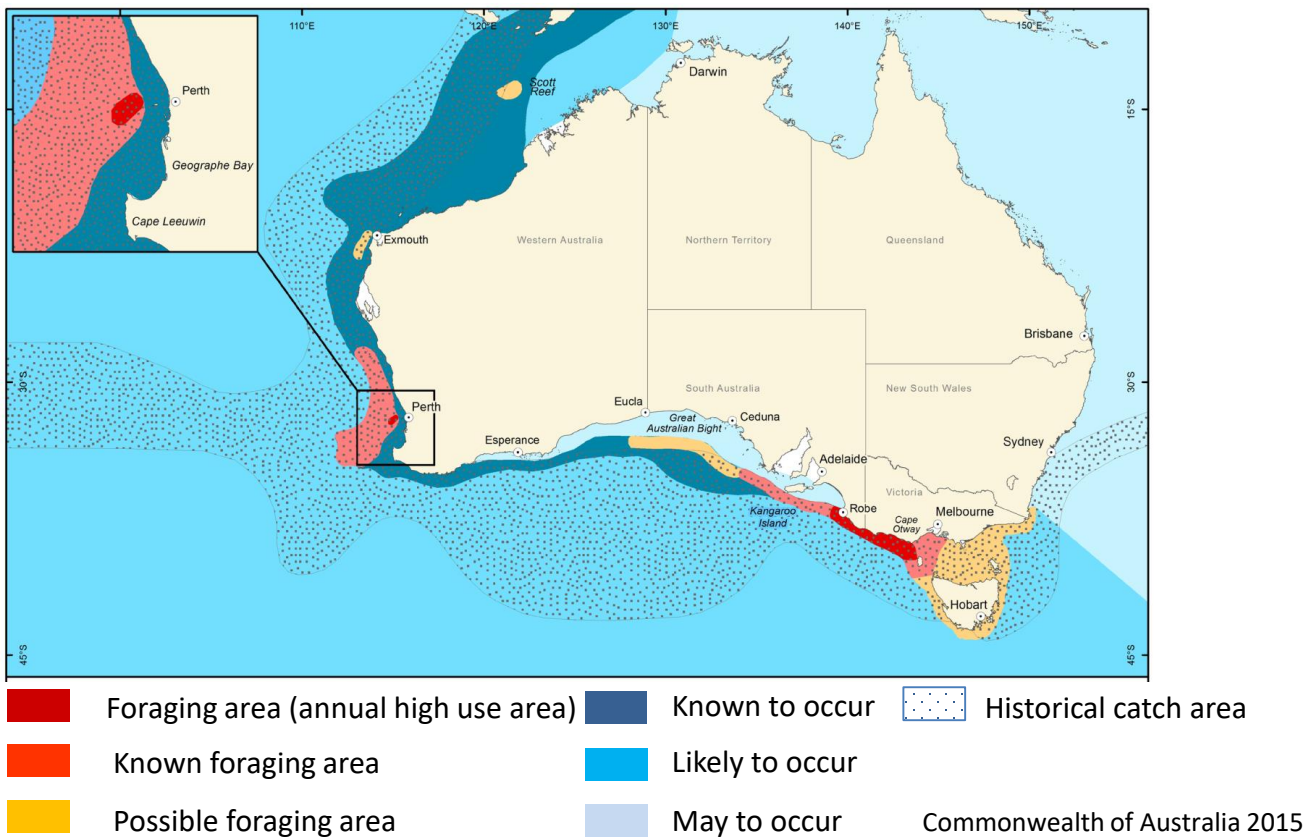 110°E
120°E
130°E
140°E
150°E
Perth
Geographe Bay
Cape Leeuwin
Scott
Reef
Darwin
15°S
15°S
Exmouth
Western Australia
Northern Territory
Queensland
Brisbane
30°S
30°S
South Australia
New South Wales
Perth
Eucla
Great
Australian Bight
Ceduna
Esperance
Sydney
Adelaide
Victoria
Kangaroo
Island
Robe
Cape
Otway
Melbourne
Hobart
45°S
45°S
Foraging area (annual high use area)
Known to occur
Historical catch area
Known foraging area
Likely to occur
Possible foraging area
May to occur
Commonwealth of Australia 2015